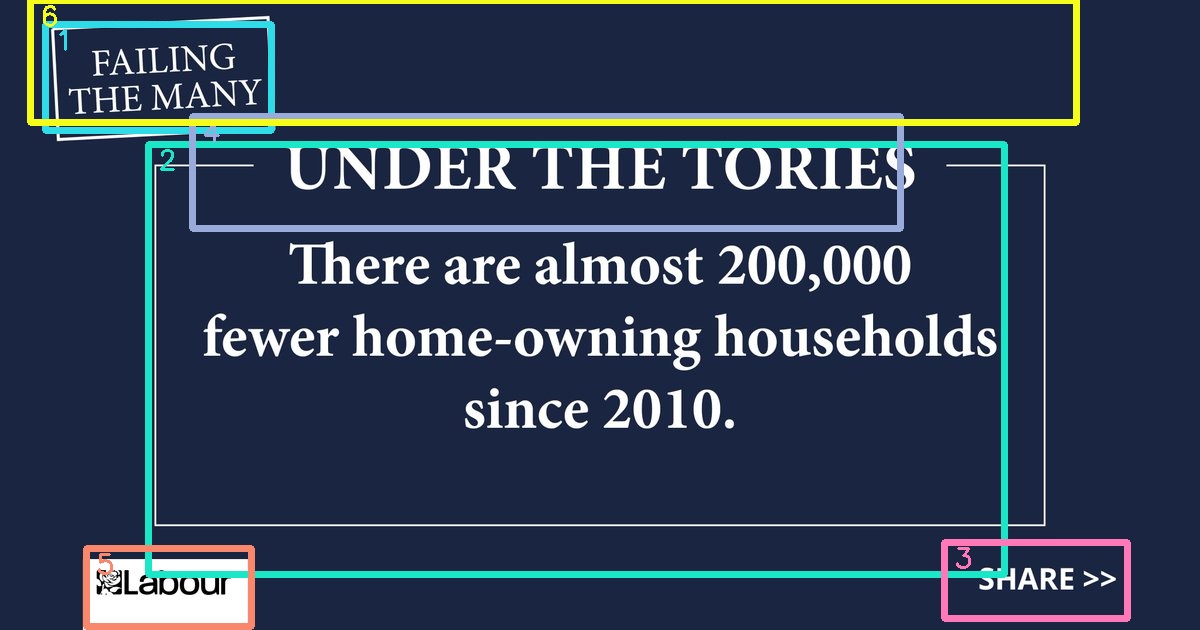 FAILING
THE MANY
UNDER THE TORIES
There are almost 200,000
fewer home-owning households
since 2010.
Labour
SHARE >>